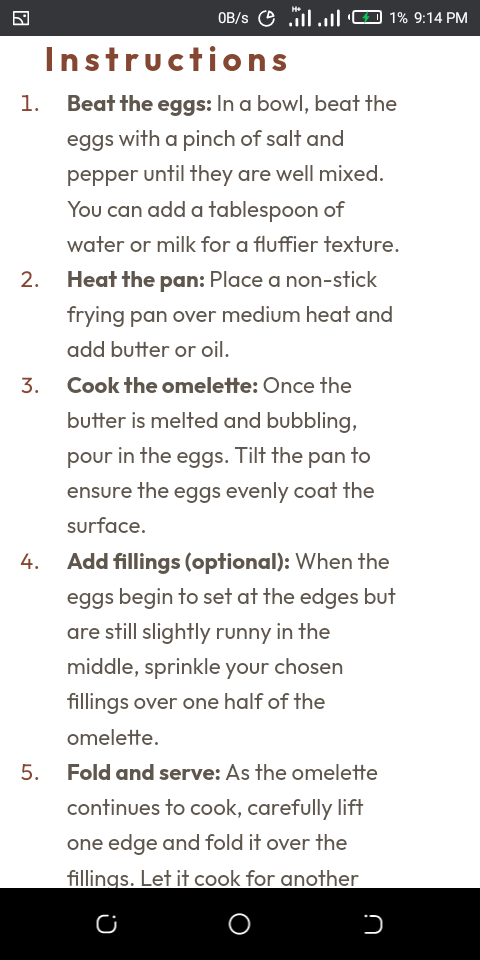 0B/s H+ 1% 9:14 PM
Instructions
1. Beat the eggs: In a bowl, beat the
eggs with a pinch of salt and
pepper until they are well mixed.
You can add a tablespoon of
water or milk for a fluffier texture.
2. Heat the pan: Place a non-stick
frying pan over medium heat and
add butter or oil.
3. Cook the omelette: Once the
butter is melted and bubbling,
pour in the eggs. Tilt the pan to
ensure the eggs evenly coat the
surface.
4. Add fillings (optional): When the
eggs begin to set at the edges but
are still slightly runny in the
middle, sprinkle your chosen
fillings over one half of the
omelette.
5. Fold and serve: As the omelette
continues to cook, carefully lift
one edge and fold it over the
fillings. Let it cook for another